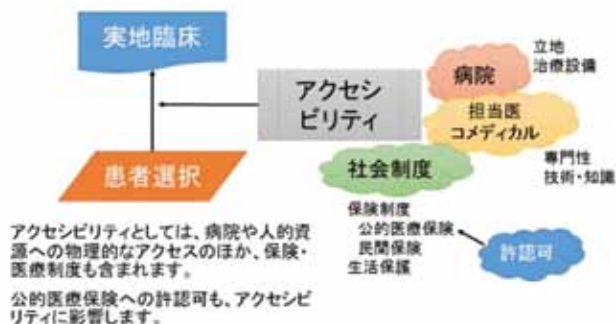 実地臨床
アクセシ
ビリティ
病院
立地
治療設備
担当医
コメディカル
専門性
技術・知識
患者選択
社会制度
保険制度
公的医療保険
民間保険
生活保護
許認可
アクセシビリティとしては、病院や人的資
源への物理的なアクセスのほか、保険・
医療制度も含まれます。
公的医療保険への許認可も、アクセシビ
リティに影響します。